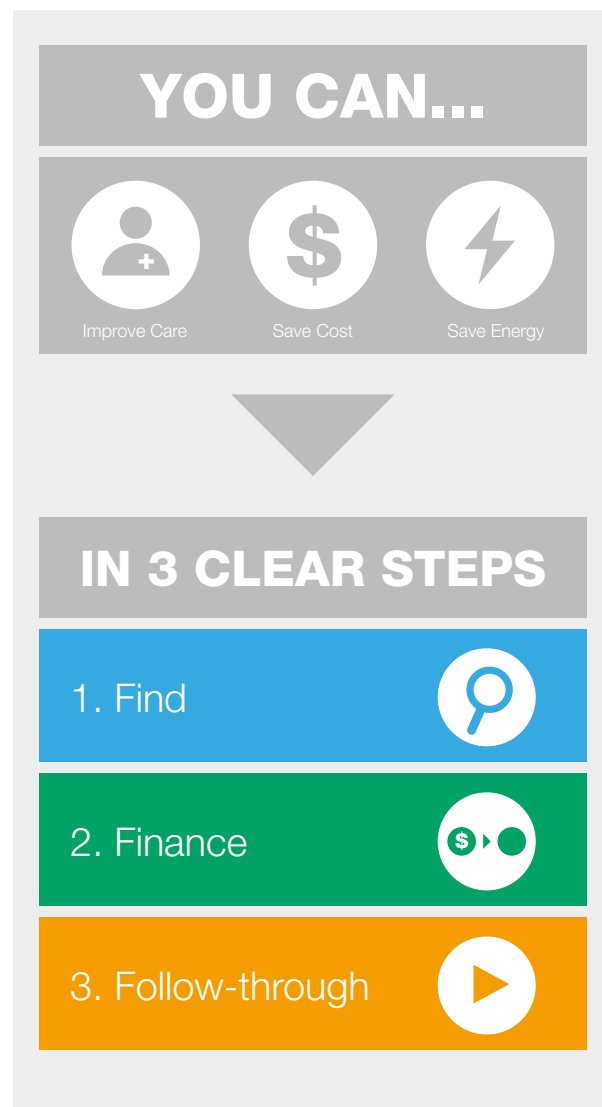 YOU CAN...
$
Improve Care
Save Cost
Save Energy
IN 3 CLEAR STEPS
1. Find
2. Finance
$
3. Follow-through